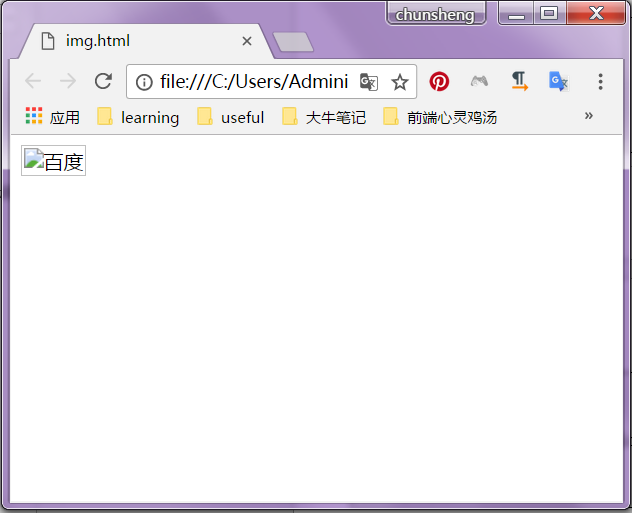 chunsheng
img.html
file:///C:/Users/Admini
应用 learning useful 大牛笔记 前端心灵鸡汤 »
百度